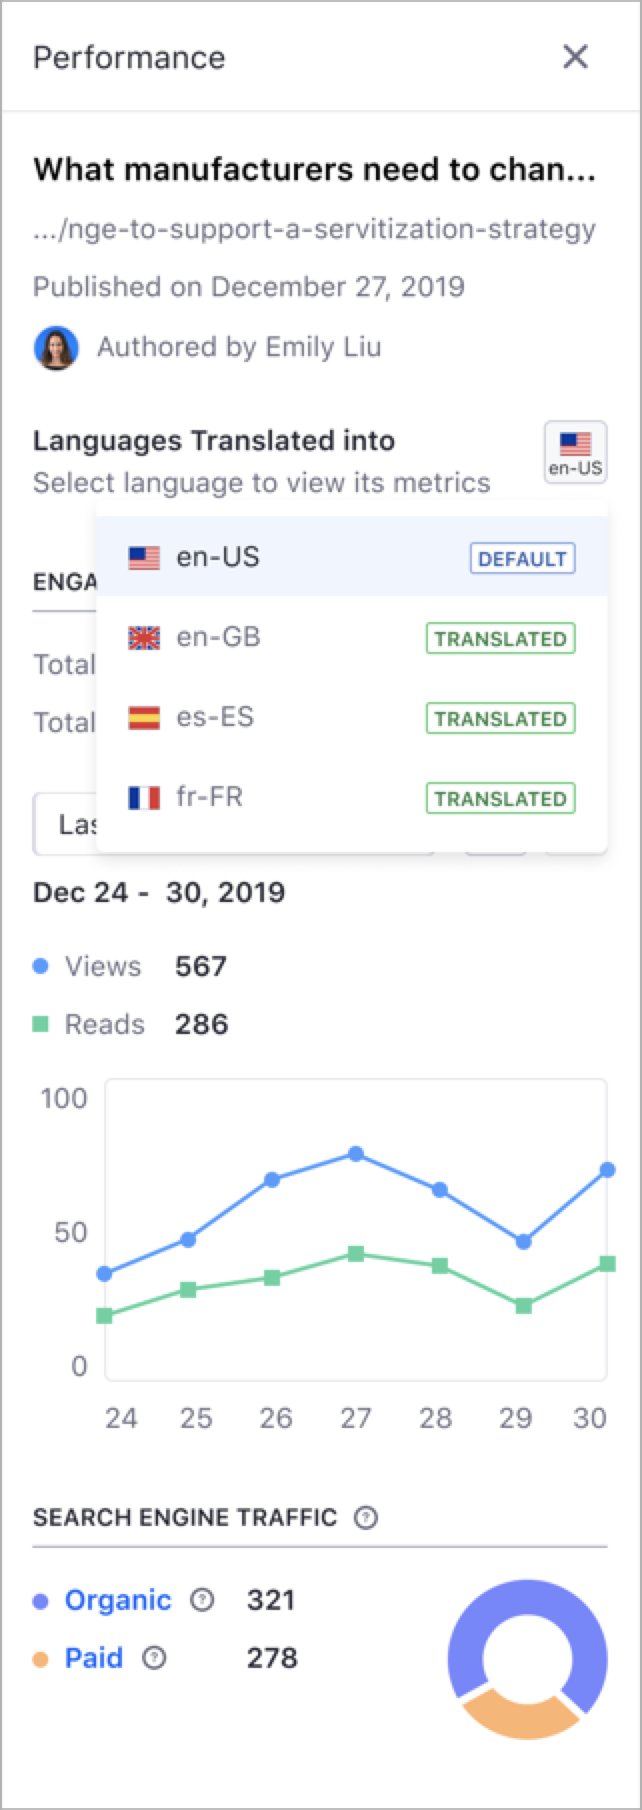 Performance
What manufacturers need to chan...
.../nge-to-support-a-servitization-strategy
Published on December 27, 2019
Authored by Emily Liu
Languages Translated into
Select language to view its metrics
en-US
en-US DEFAULT
ENGA
en-GB TRANSLATED
Total
es-ES TRANSLATED
Total
fr-FR TRANSLATED
Las
Dec 24 - 30, 2019
Views 567
Reads 286
100
50
0
24 25 26 27 28 29 30
SEARCH ENGINE TRAFFIC ?
Organic ? 321
Paid ? 278